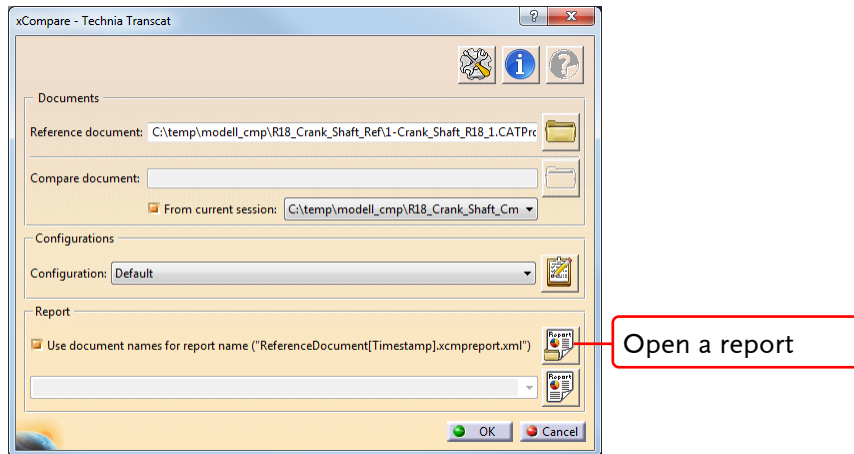 xCompare - Technia Transcat
Documents
Reference document: C:\temp\modell_cmp\R18_Crank_Shaft_Ref\1-Crank_Shaft_R18_1.CATPrc
Compare document:
From current session: C:\temp\modell_cmp\R18_Crank_Shaft_Cm
Configurations
Configuration: Default
Report
Use document names for report name ("ReferenceDocument[Timestamp].xcmpreport.xml")
Report
Open a report
Report
OK Cancel